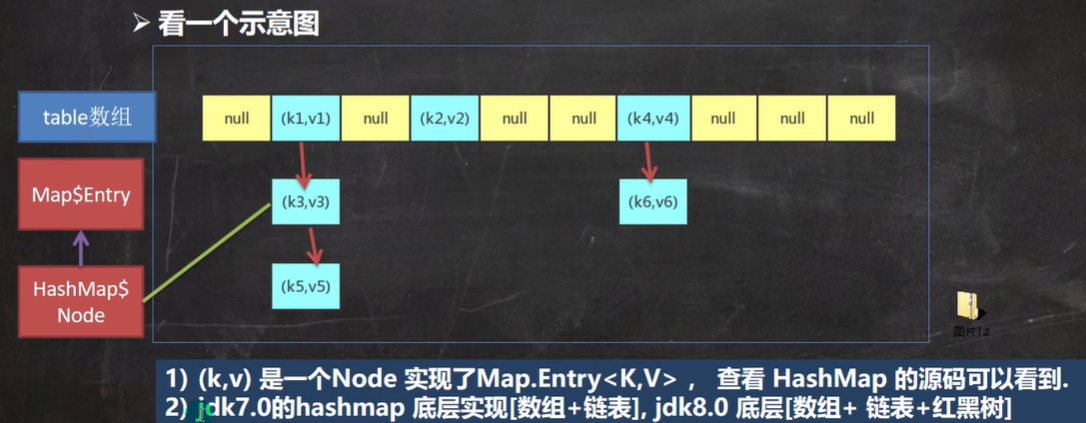 ➢ 看一个示意图
table数组
null (k1,v1) null (k2,v2) null null (k4,v4) null null null
Map$Entry
(k3,v3) (k6,v6)
HashMap$
Node
(k5,v5)
图片12
1) (k,v) 是一个Node 实现了Map.Entry<K,V> ， 查看 HashMap 的源码可以看到.
2) jdk7.0的hashmap 底层实现[数组+链表], jdk8.0 底层[数组+ 链表+红黑树]